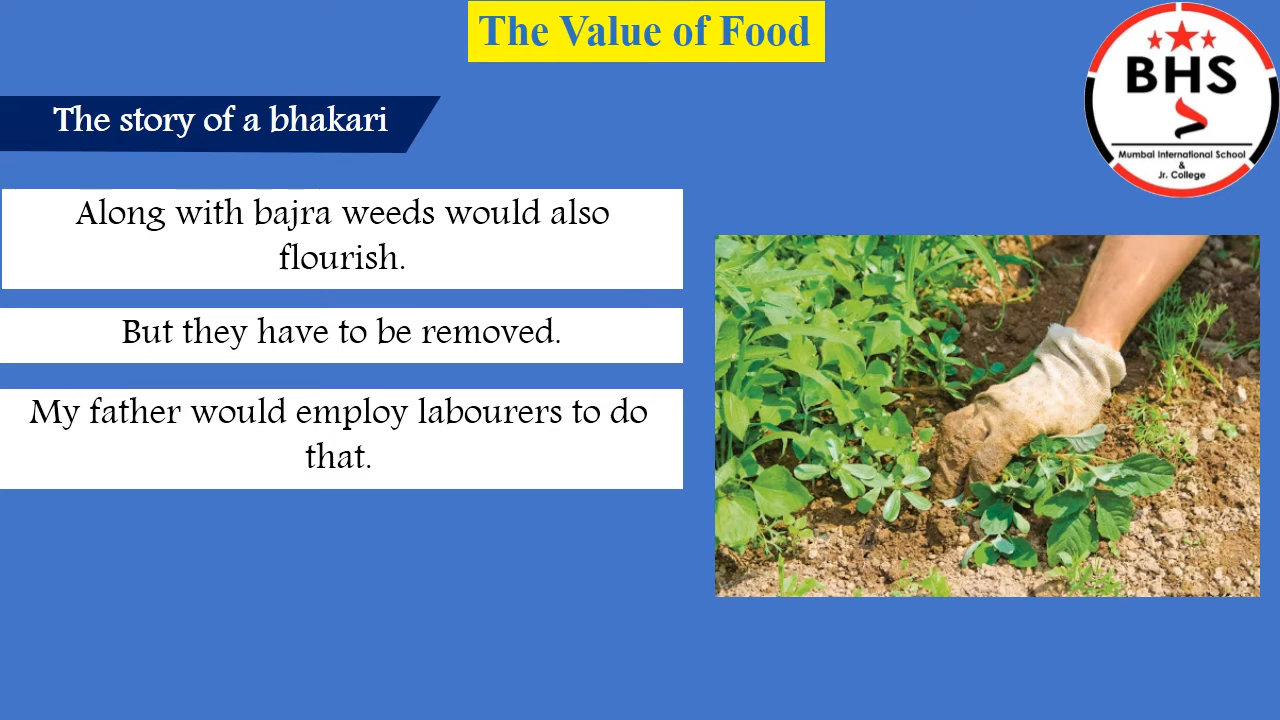 The Value of Food
BHS
Mumbai International School
&
Jr. College
The story of a bhakari
Along with bajra weeds would also
flourish.
But they have to be removed.
My father would employ labourers to do
that.